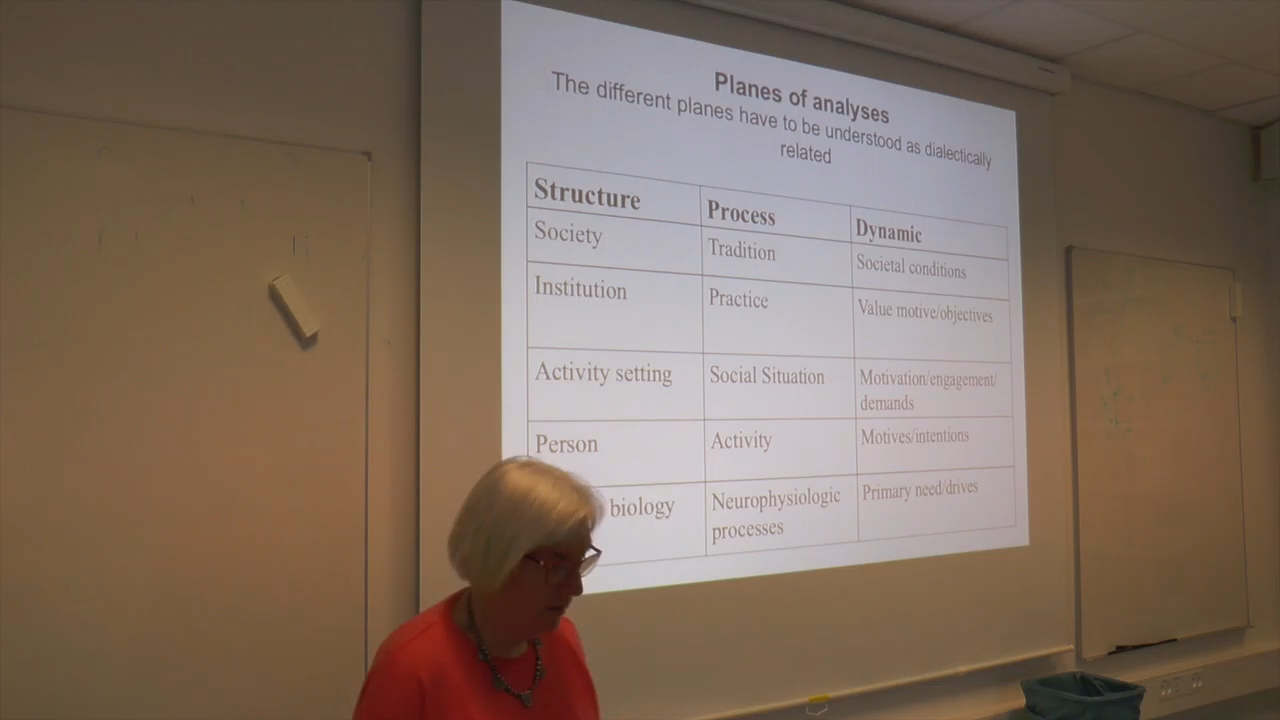 Planes of analyses
The different planes have to be understood as dialectically
related
Structure Process Dynamic
Society Tradition Societal conditions
Institution Practice Value motive/objectives
Activity setting Social Situation Motivation/engagement/
demands
Person Activity Motives/intentions
biology Neurophysiologic Primary need/drives
processes